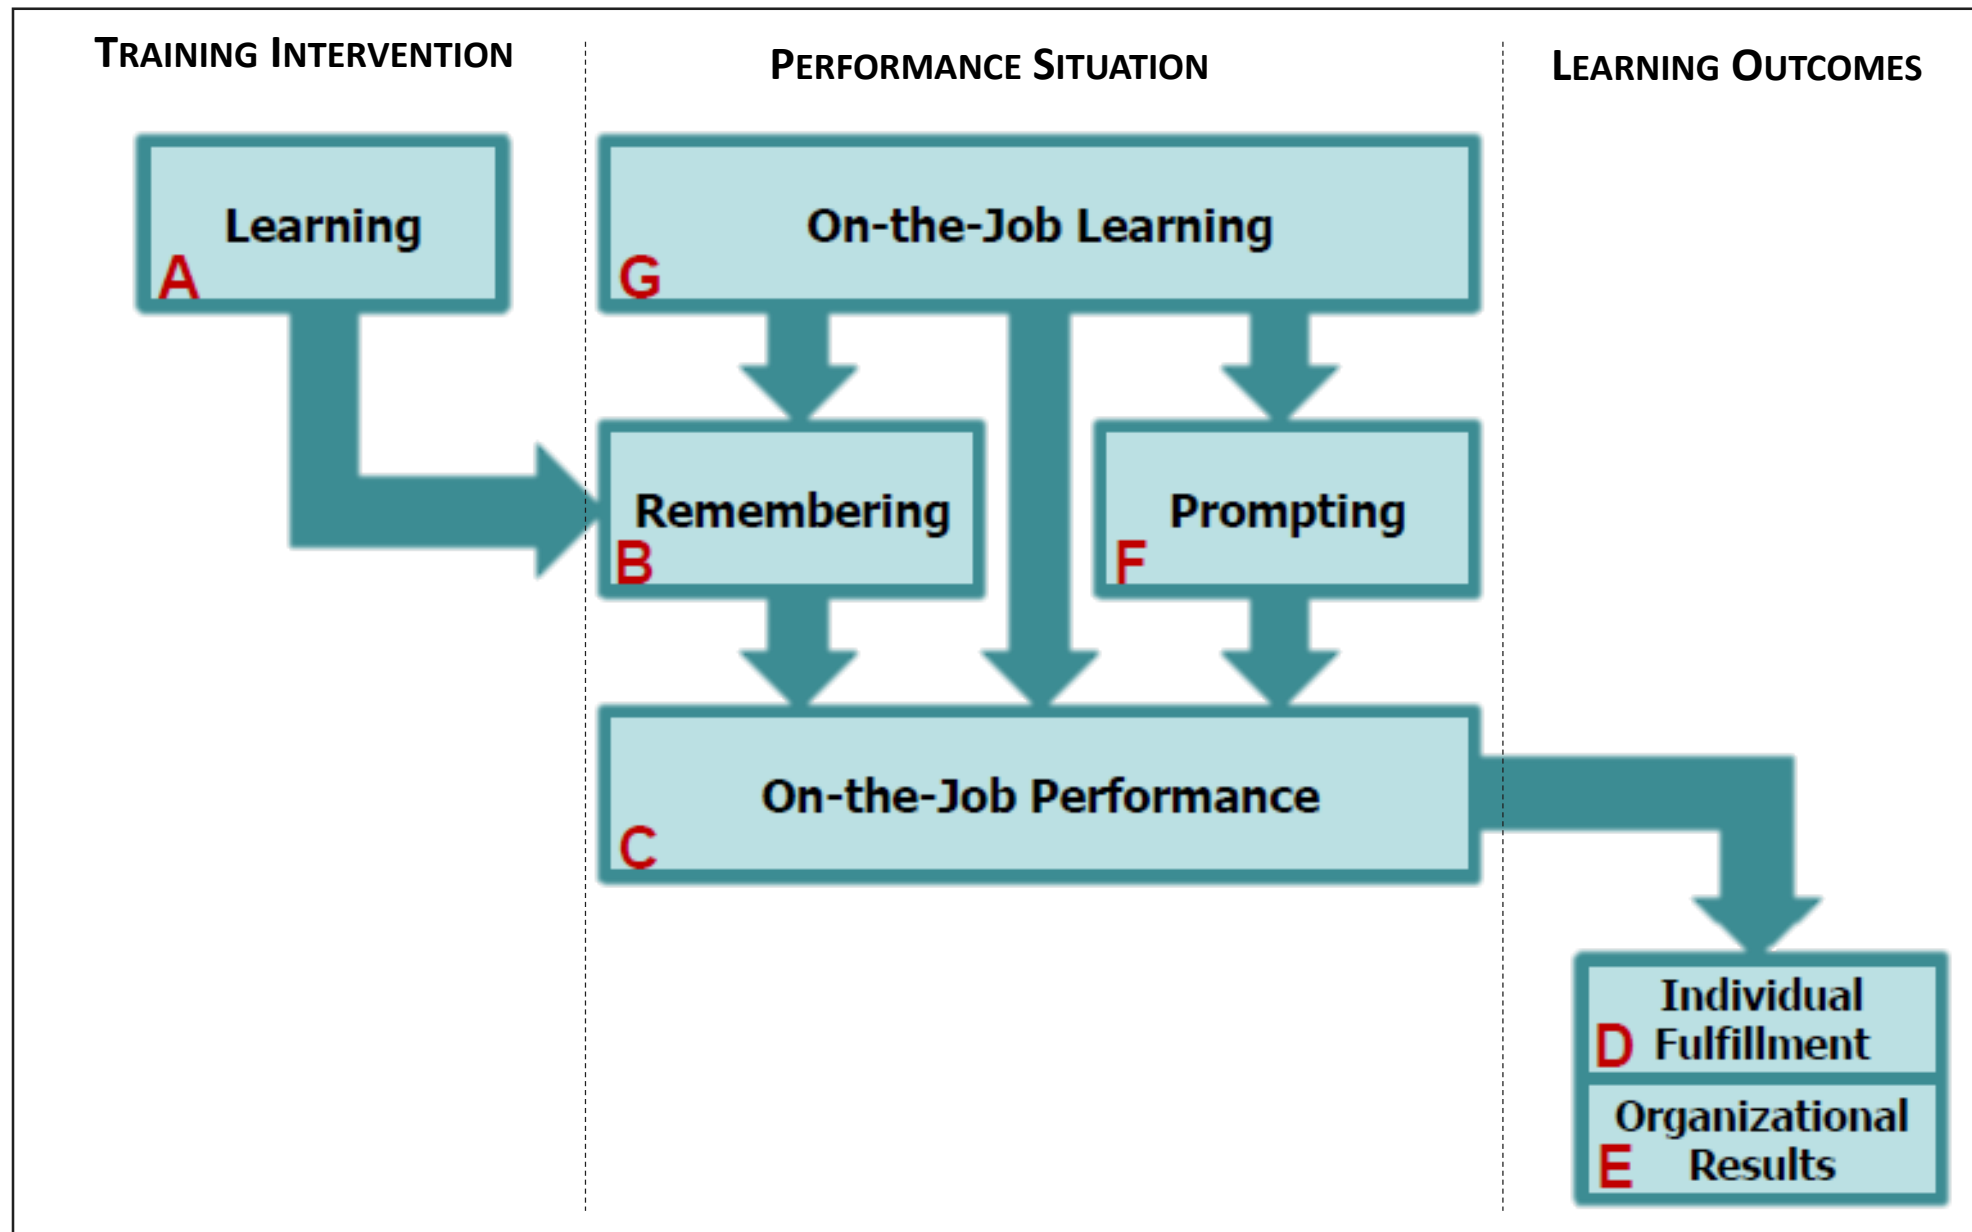 TRAINING INTERVENTION
PERFORMANCE SITUATION
LEARNING OUTCOMES
Learning
A
On-the-Job Learning
G
Remembering
B
Prompting
F
On-the-Job Performance
C
Individual
D Fulfillment
Organizational
E Results